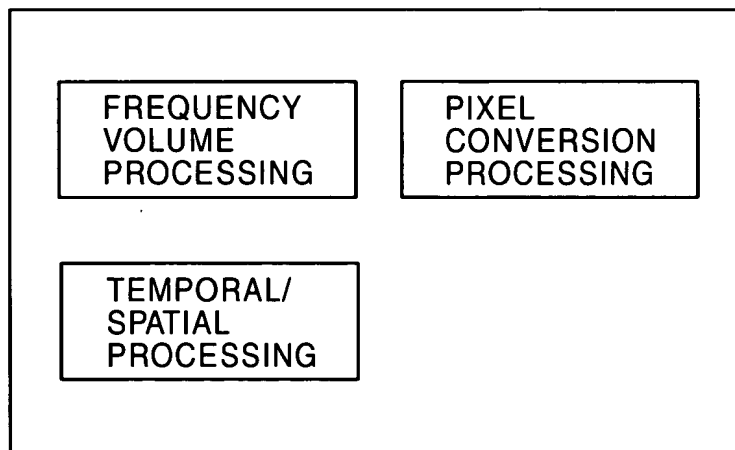 FREQUENCY
VOLUME
PROCESSING
PIXEL
CONVERSION
PROCESSING
TEMPORAL/
SPATIAL
PROCESSING